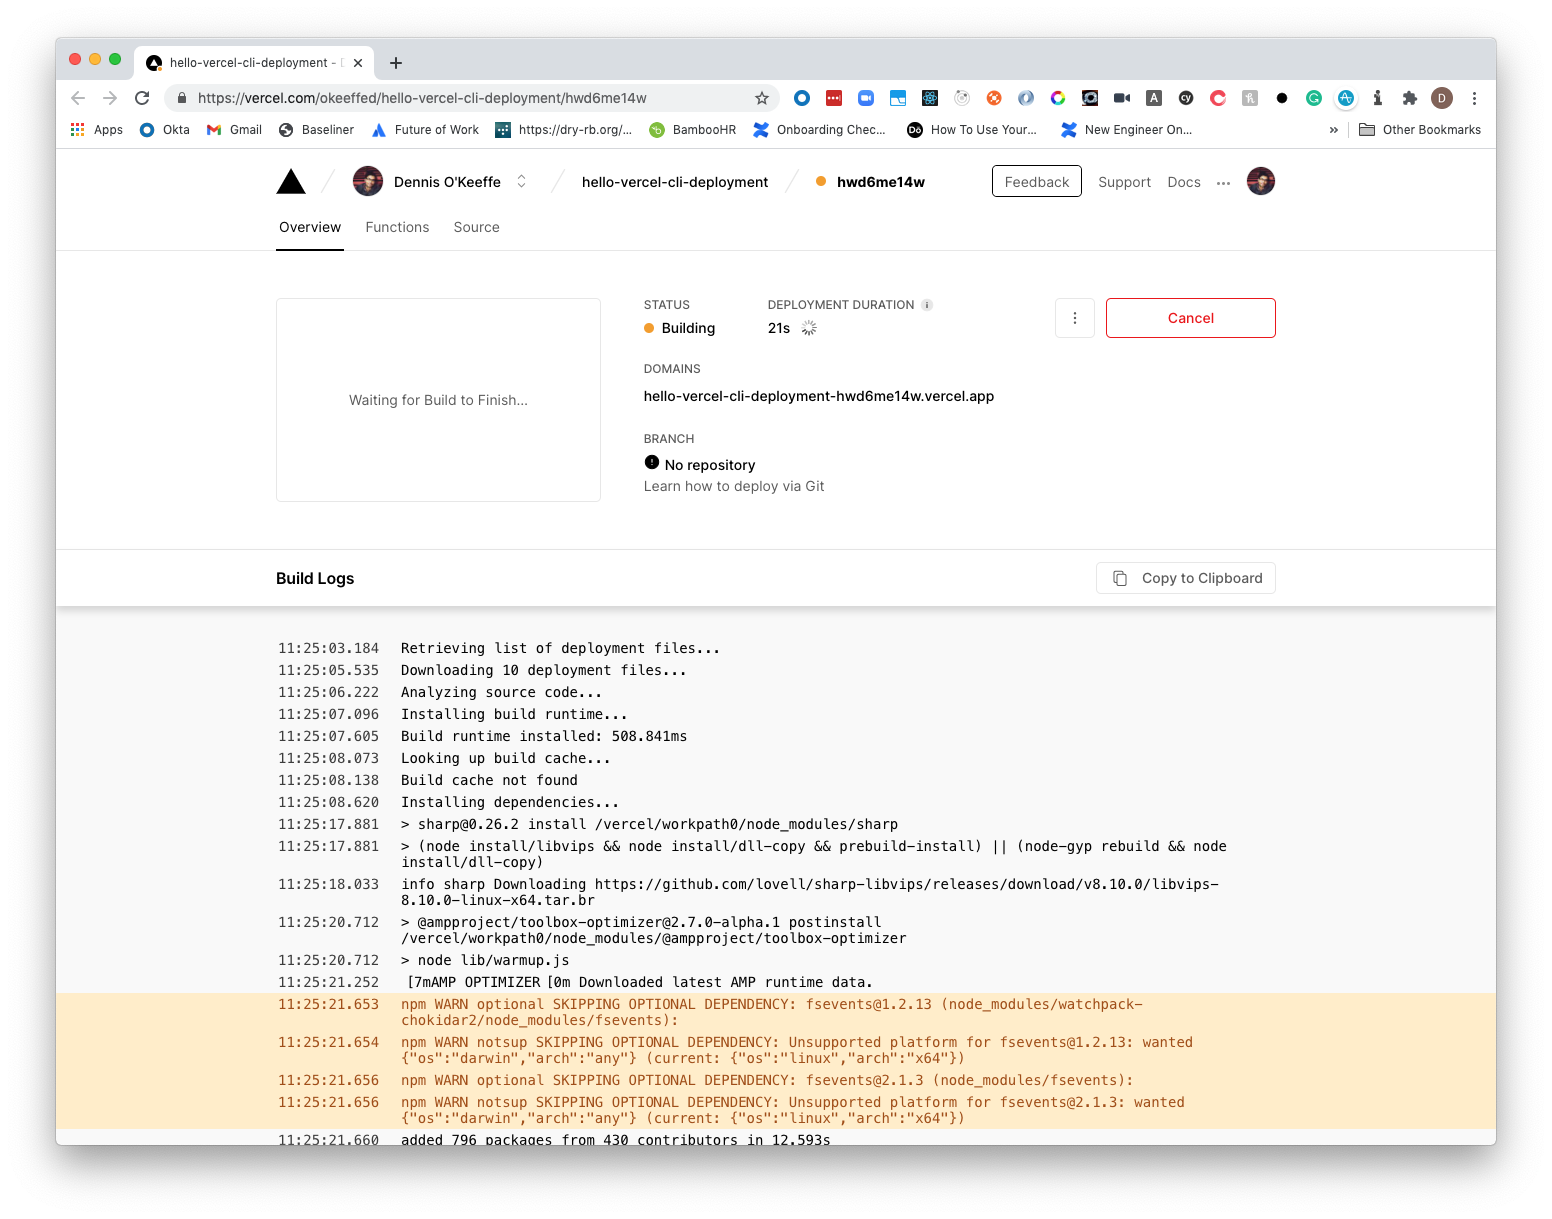 hello-vercel-cli-deployment -
https://vercel.com/okeeffed/hello-vercel-cli-deployment/hwd6me14w
A
cy
G
D
Apps Okta Gmail Baseliner Future of Work https://dry-rb.org/... BambooHR Onboarding Chec... Dō How To Use Your... New Engineer On... » Other Bookmarks
Dennis O'Keeffe hello-vercel-cli-deployment hwd6me14w Feedback Support Docs
Overview Functions Source
STATUS DEPLOYMENT DURATION i
Building 21s Cancel
DOMAINS
hello-vercel-cli-deployment-hwd6me14w.vercel.app
Waiting for Build to Finish...
BRANCH
No repository
Learn how to deploy via Git
Build Logs Copy to Clipboard
11:25:03.184 Retrieving list of deployment files...
11:25:05.535 Downloading 10 deployment files...
11:25:06.222 Analyzing source code...
11:25:07.096 Installing build runtime...
11:25:07.605 Build runtime installed: 508.841ms
11:25:08.073 Looking up build cache...
11:25:08.138 Build cache not found
11:25:08.620 Installing dependencies...
11:25:17.881 > sharp@0.26.2 install /vercel/workpath0/node_modules/sharp
11:25:17.881 > (node install/libvips && node install/dll-copy && prebuild-install) || (node-gyp rebuild && node
install/dll-copy)
11:25:18.033 info sharp Downloading https://github.com/lovell/sharp-libvips/releases/download/v8.10.0/libvips-
8.10.0-linux-x64.tar.br
11:25:20.712 > @ampproject/toolbox-optimizer@2.7.0-alpha.1 postinstall
/vercel/workpath0/node_modules/@ampproject/toolbox-optimizer
11:25:20.712 > node lib/warmup.js
11:25:21.252 [7mAMP OPTIMIZER [0m Downloaded latest AMP runtime data.
11:25:21.653 npm WARN optional SKIPPING OPTIONAL DEPENDENCY: fsevents@1.2.13 (node_modules/watchpack-
chokidar2/node_modules/fsevents):
11:25:21.654 npm WARN notsup SKIPPING OPTIONAL DEPENDENCY: Unsupported platform for fsevents@1.2.13: wanted
{"os":"darwin","arch":"any"} (current: {"os":"linux","arch":"x64"})
11:25:21.656 npm WARN optional SKIPPING OPTIONAL DEPENDENCY: fsevents@2.1.3 (node_modules/fsevents):
11:25:21.656 npm WARN notsup SKIPPING OPTIONAL DEPENDENCY: Unsupported platform for fsevents@2.1.3: wanted
{"os":"darwin","arch":"any"} (current: {"os":"linux","arch":"x64"})
11:25:21.660 added 796 packages from 430 contributors in 12.593s